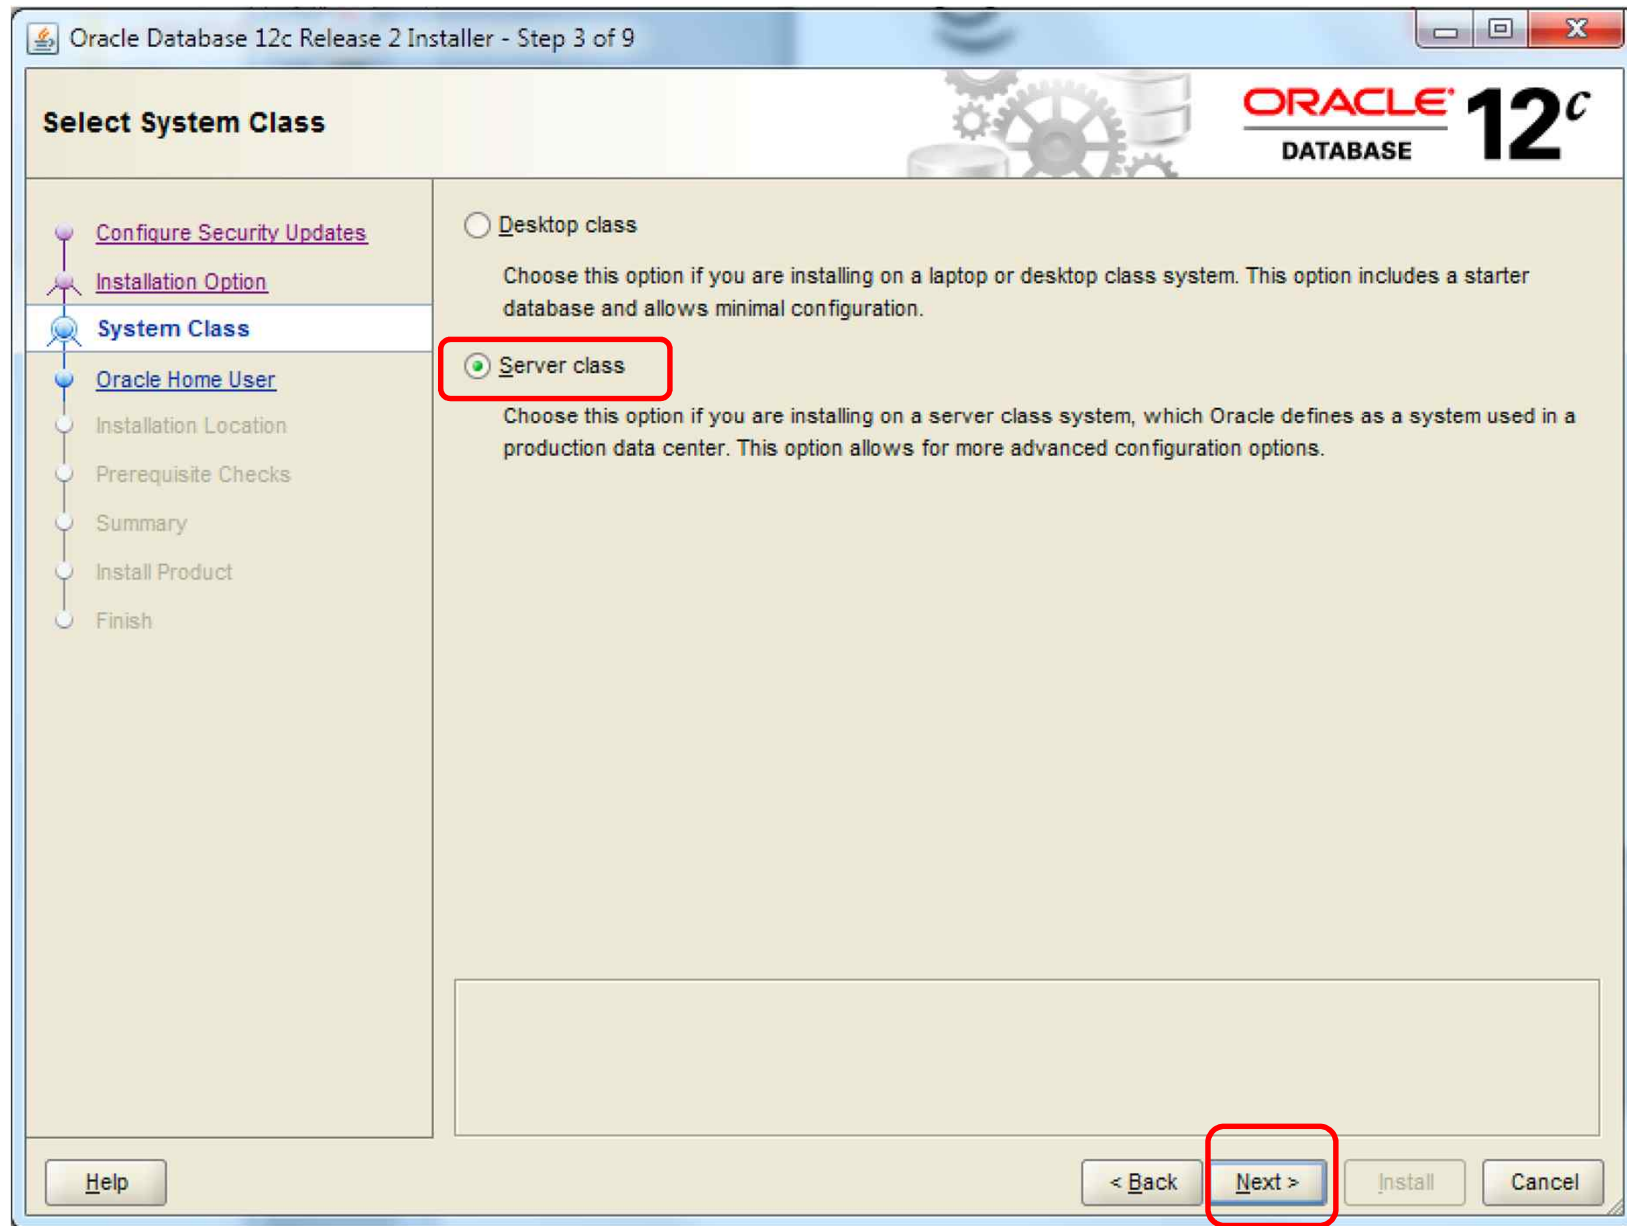 Oracle Database 12c Release 2 Installer - Step 3 of 9
Select System Class
ORACLE 12c
DATABASE
Configure Security Updates
Installation Option
System Class
Oracle Home User
Installation Location
Prerequisite Checks
Summary
Install Product
Finish
Desktop class
Choose this option if you are installing on a laptop or desktop class system. This option includes a starter
database and allows minimal configuration.
Server class
Choose this option if you are installing on a server class system, which Oracle defines as a system used in a
production data center. This option allows for more advanced configuration options.
Help
< Back
Next >
Install
Cancel